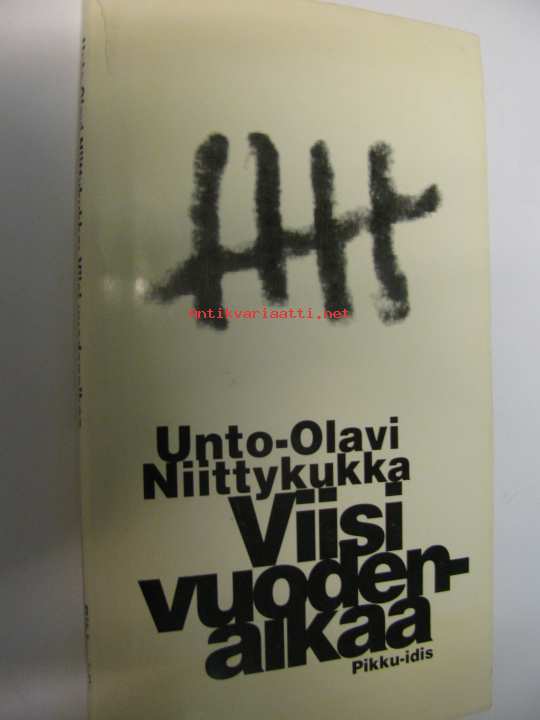 Antikvariaatti.net
Unto-Olavi
Niittykukka
Viisi
vuoden-
aikaa
Pikku-idis